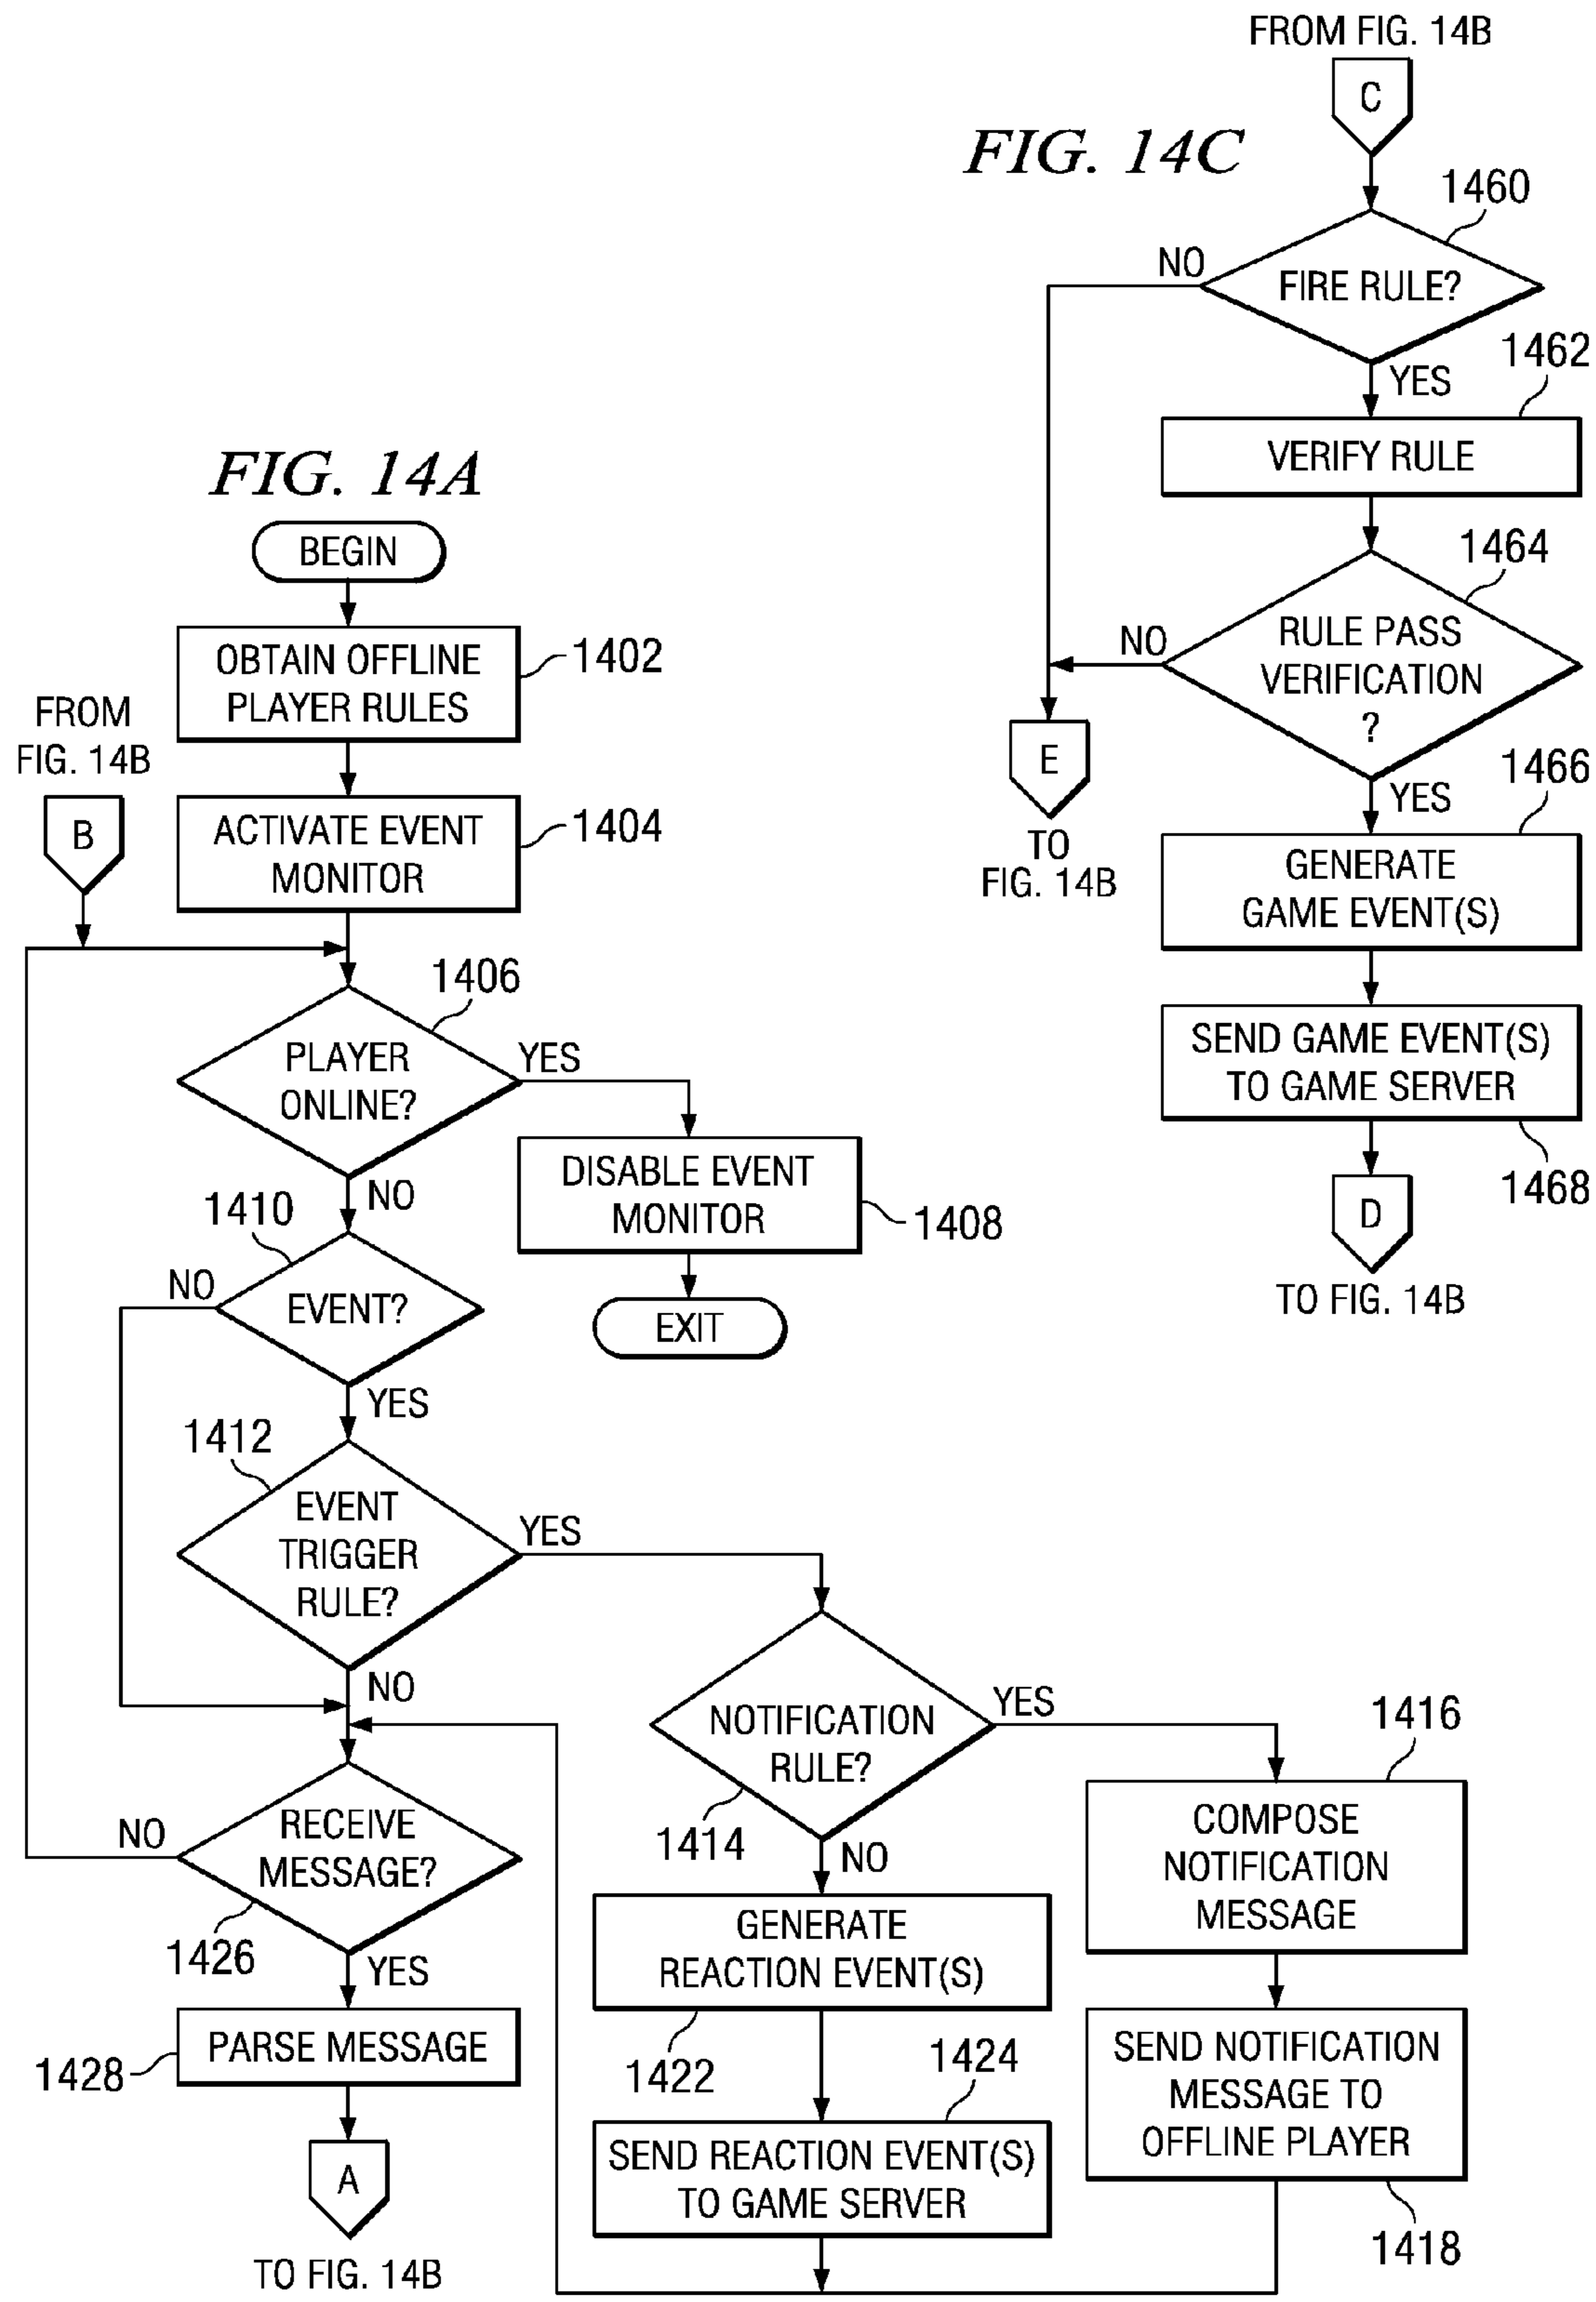 FIG. 14A
BEGIN
OBTAIN OFFLINE
PLAYER RULES
1402
FROM
FIG. 14B
B
ACTIVATE EVENT
MONITOR
1404
1406
PLAYER
ONLINE?
YES
NO
DISABLE EVENT
MONITOR
1408
EXIT
1410
EVENT?
NO
YES
1412
EVENT
TRIGGER
RULE?
YES
NO
NOTIFICATION
RULE?
1414
YES
NO
1416
COMPOSE
NOTIFICATION
MESSAGE
SEND NOTIFICATION
MESSAGE TO
OFFLINE PLAYER
1418
GENERATE
REACTION EVENT(S)
1422
1424
SEND REACTION EVENT(S)
TO GAME SERVER
RECEIVE
MESSAGE?
NO
1426
YES
PARSE MESSAGE
1428
A
TO FIG. 14B
FIG. 14C
FROM FIG. 14B
C
1460
FIRE RULE?
NO
YES
1462
VERIFY RULE
1464
RULE PASS
VERIFICATION
?
NO
YES
E
TO
FIG. 14B
1466
GENERATE
GAME EVENT(S)
SEND GAME EVENT(S)
TO GAME SERVER
1468
D
TO FIG. 14B